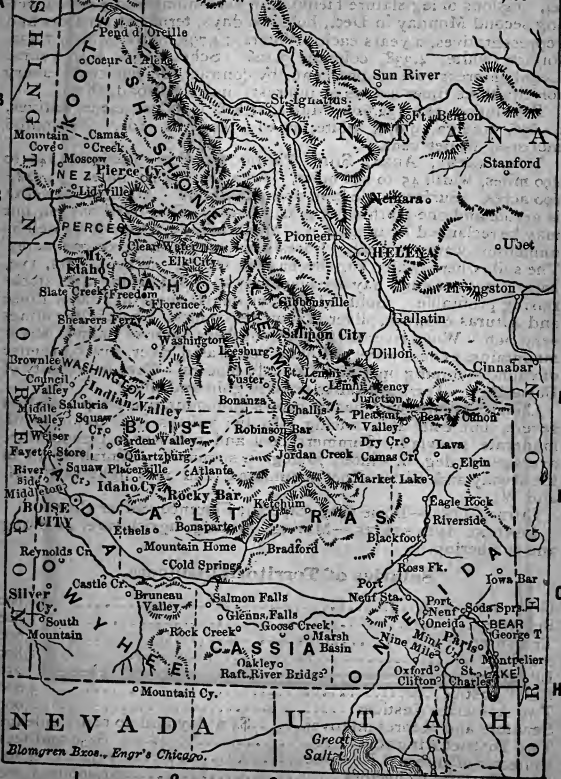 SHINGTON
OREGON
Pend d'Oreille
Coeur d'Alene
KOOTE
SHOSHONE
Sun River
St. Ignatius
Ft. Benton
MONTANA
Mountain Cove
Camas Creek
Stanford
Moscow
Pierce Cy.
NEZ
Lidyville
PERCES
Pioneer
HELENA
Ubet
Clear Water
Elk City
Mt. Idaho
IDAHO
Livingston
Slate Creek
Freedom
Florence
Gibbonsville
Gallatin
Shearers Ferry
Salmon City
Washington
Leesburg
Dillon
Cinnabar
Brownlee
WASHINGTON
Ft. Lemhi
Lemhi Agency
Council Valley
Indian Valley
Custer
Junction
Salubria
Bonanza
Challis
Pleasant Valley
Beaver Canon
Middle Valley
Squaw Cr.
BOISE
Robinson Bar
Weiser
Garden Valley
Jordan Creek
Dry Cr.
Lava
Fayette Store
Quartzburg
Camas Cr.
Elgin
River Side
Squaw Cr.
Placerville
Atlanta
Market Lake
Middleton
Idaho Cy.
Rocky Bar
Ketchum
Eagle Rock
BOISE CITY
ADA
ALTURAS
Riverside
Ethels
Bonaparte
Blackfoot
Reynolds Cr.
Mountain Home
Bradford
Cold Springs
Ross Fk.
OWYHEE
Castle Cr.
Port Neuf Sta.
ONEIDA
Iowa Bar
Silver Cy.
Bruneau Valley
Salmon Falls
Port Neuf
Soda Sprs.
Glenns Falls
Oneida
BEAR
South Mountain
Rock Creek
Goose Creek
Mink Cr.
Paris
George T
Marsh Basin
Nine Mile
CASSIA
Montpelier
Oakley
Oxford
St. Charles
LAKE
Raft River Bridge
Clifton
Mountain Cy.
NEVADA
UTAH
Great Salt
Blomgren Bros., Engr's Chicago.